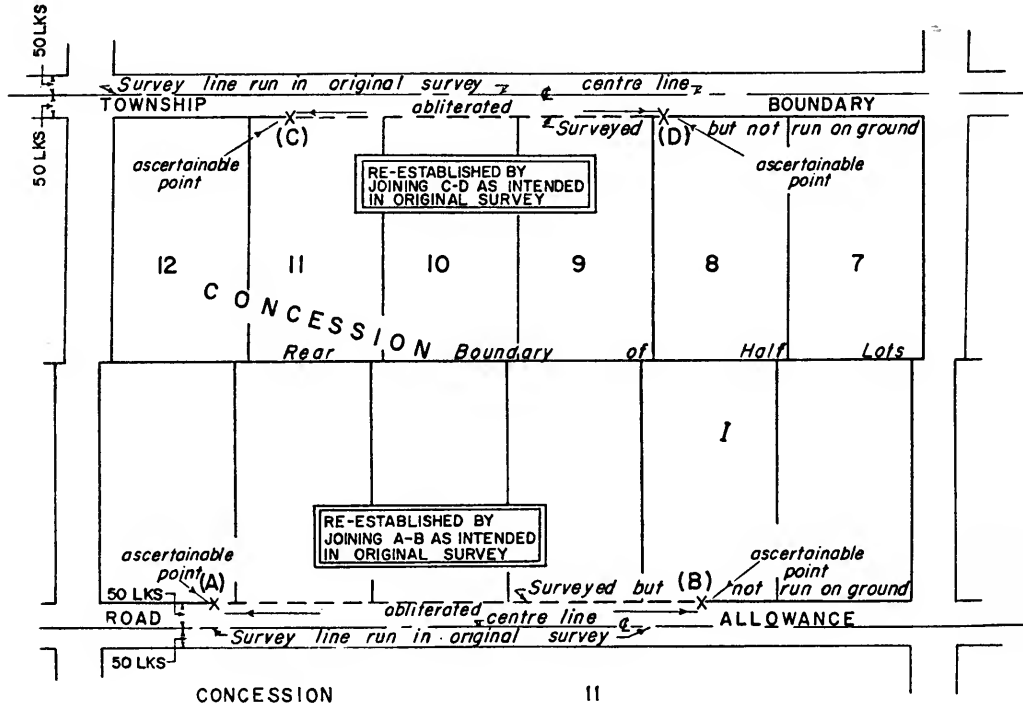 50 LKS
Survey line run in original survey ℄ centre line
TOWNSHIP obliterated BOUNDARY
50 LKS
(C) Surveyed (D) but not run on ground
ascertainable
point
ascertainable
point
RE-ESTABLISHED BY
JOINING C-D AS INTENDED
IN ORIGINAL SURVEY
12 11 10 9 8 7
CONCESSION
Rear Boundary of Half Lots
I
RE-ESTABLISHED BY
JOINING A-B AS INTENDED
IN ORIGINAL SURVEY
ascertainable
point
ascertainable
point
(A) Surveyed but (B) not run on ground
50 LKS
obliterated
ROAD centre line ℄ ALLOWANCE
Survey line run in original survey
50 LKS
CONCESSION 11